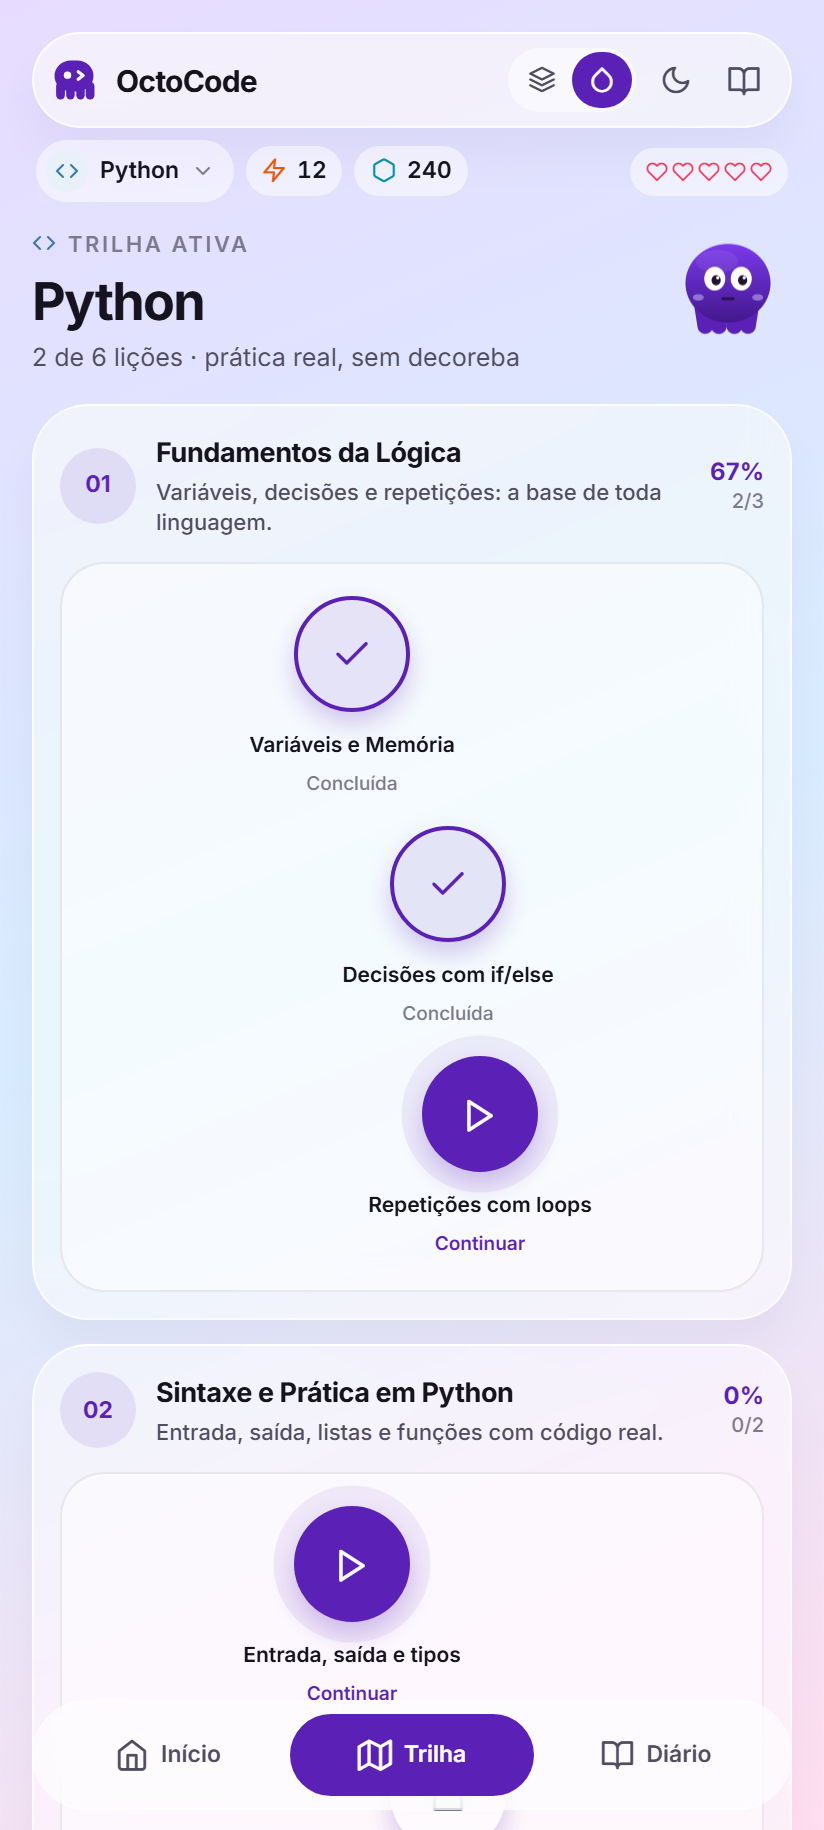 OctoCode
Python
12
240
TRILHA ATIVA
Python
2 de 6 lições · prática real, sem decoreba
01
Fundamentos da Lógica
Variáveis, decisões e repetições: a base de toda
linguagem.
67%
2/3
Variáveis e Memória
Concluída
Decisões com if/else
Concluída
Repetições com loops
Continuar
02
Sintaxe e Prática em Python
Entrada, saída, listas e funções com código real.
0%
0/2
Entrada, saída e tipos
Continuar
Início
Trilha
Diário